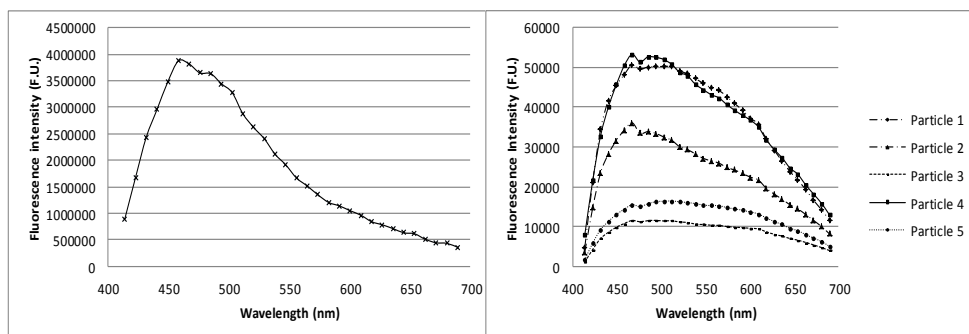 Fluorescence intensity (F.U.)
4500000
4000000
3500000
3000000
2500000
2000000
1500000
1000000
500000
0
400 450 500 550 600 650 700
Wavelength (nm)
Fluorescence Intensity (F.U.)
60000
50000
40000
30000
20000
10000
0
400 450 500 550 600 650 700
Wavelength (nm)
Particle 1
Particle 2
Particle 3
Particle 4
Particle 5